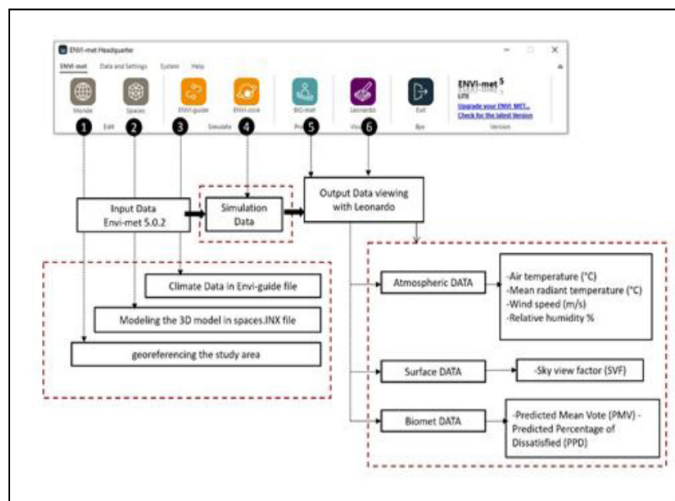 ENVI-met Headquarter
ENVI-met Data and Settings System Help
Monde Spaces ENVI-guide ENVI-core BIO-met Leonardo Exit
ENVI-met 5
LITE
Upgrade your ENVI_MET...
Check for the latest Version
1 2 3 4 5 6
Edit Simulate Bye Version
Input Data
Envi-met 5.0.2
Simulation
Data
Output Data viewing
with Leonardo
Climate Data in Envi-guide file
Modeling the 3D model in spaces.INX file
georeferencing the study area
Atmospheric DATA
-Air temperature (°C)
-Mean radiant temperature (°C)
-Wind speed (m/s)
-Relative humidity %
Surface DATA
-Sky view factor (SVF)
Biomet DATA
-Predicted Mean Vote (PMV) -
Predicted Percentage of
Dissatisfied (PPD)